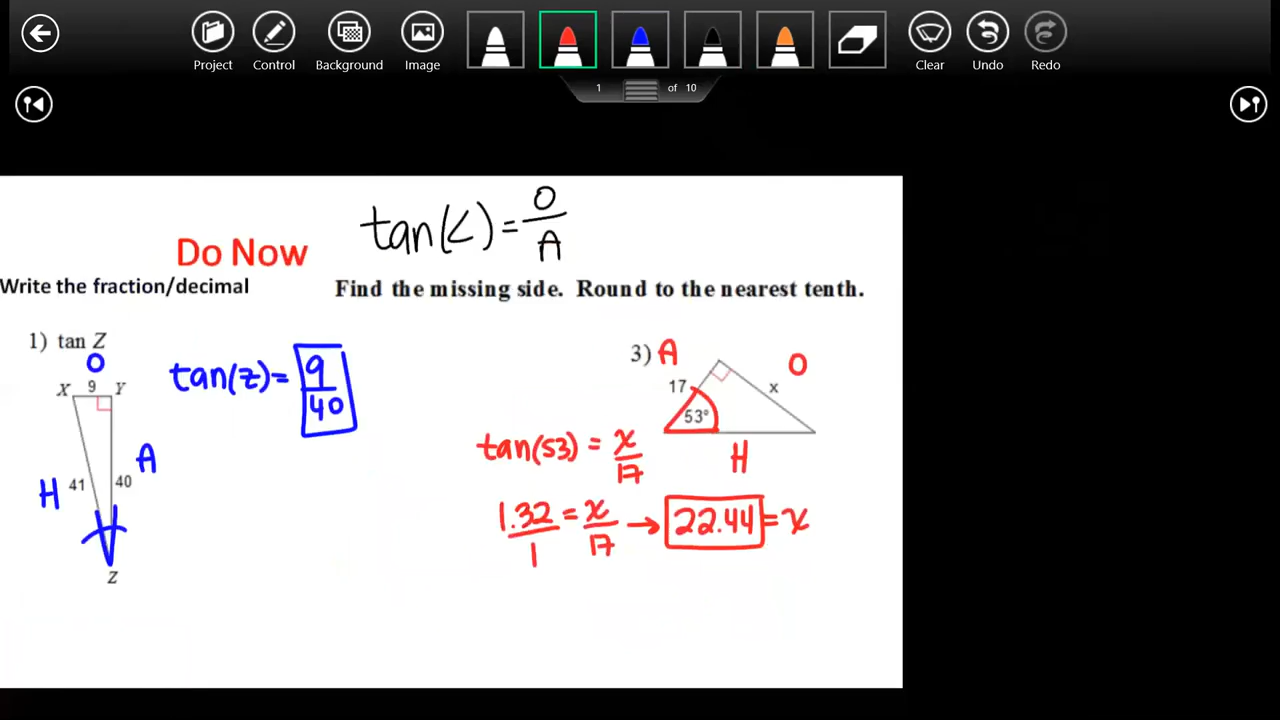 Project Control Background Image Clear Undo Redo
1 of 10
tan(<) = O/A
Do Now
Write the fraction/decimal
Find the missing side. Round to the nearest tenth.
1) tan Z
O
X 9 Y
tan(z) = 9/40
A
H 41 40
Z
3) A
O
17 x
53°
H
tan(53) = x/17
1.32/1 = x/17 → 22.44 = x